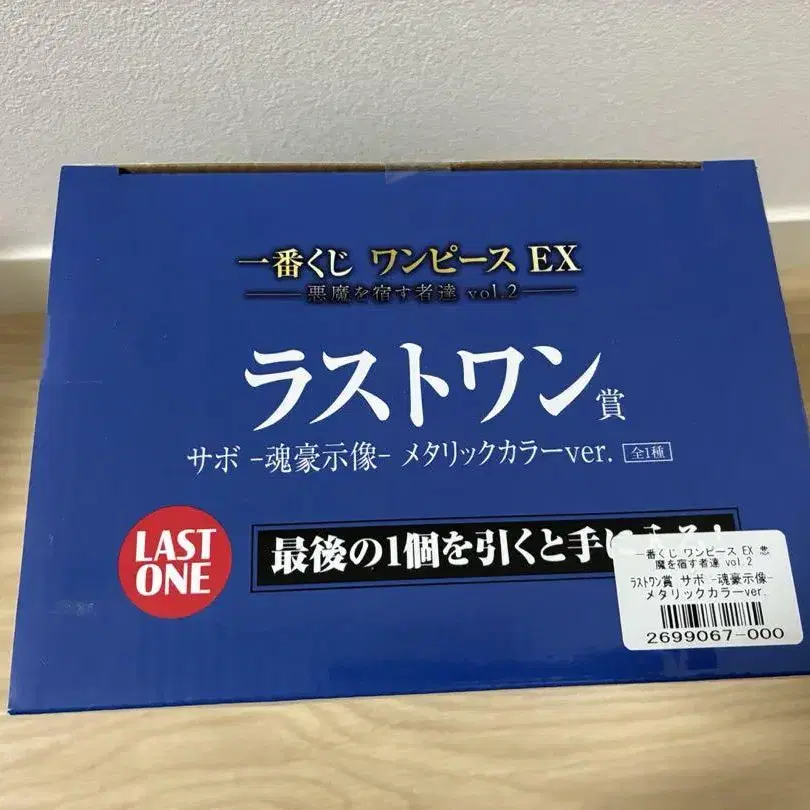 一番くじ ワンピース EX
悪魔を宿す者達 vol.2
ラストワン賞
サボ -魂豪示像- メタリックカラーver. 全1種
LAST
ONE
最後の1個を引くと手に
一番くじ ワンピース EX 悪
魔を宿す者達 vol.2
ラストワン賞 サボ -魂豪示像-
メタリックカラーver.
2699067-000